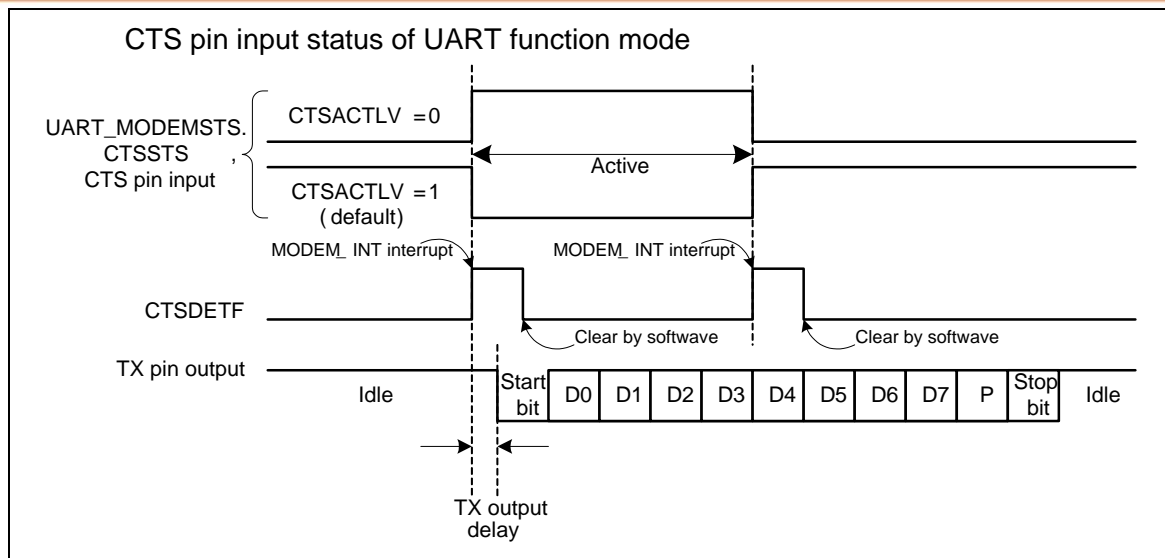 CTS pin input status of UART function mode
UART_MODEMSTS.
CTSSTS ,
CTS pin input
CTSACTLV =0
Active
CTSACTLV =1
( default)
MODEM_ INT interrupt
MODEM_ INT interrupt
CTSDETF
Clear by softwave
Clear by softwave
TX pin output
Idle
Start
bit
D0
D1
D2
D3
D4
D5
D6
D7
P
Stop
bit
Idle
TX output
delay